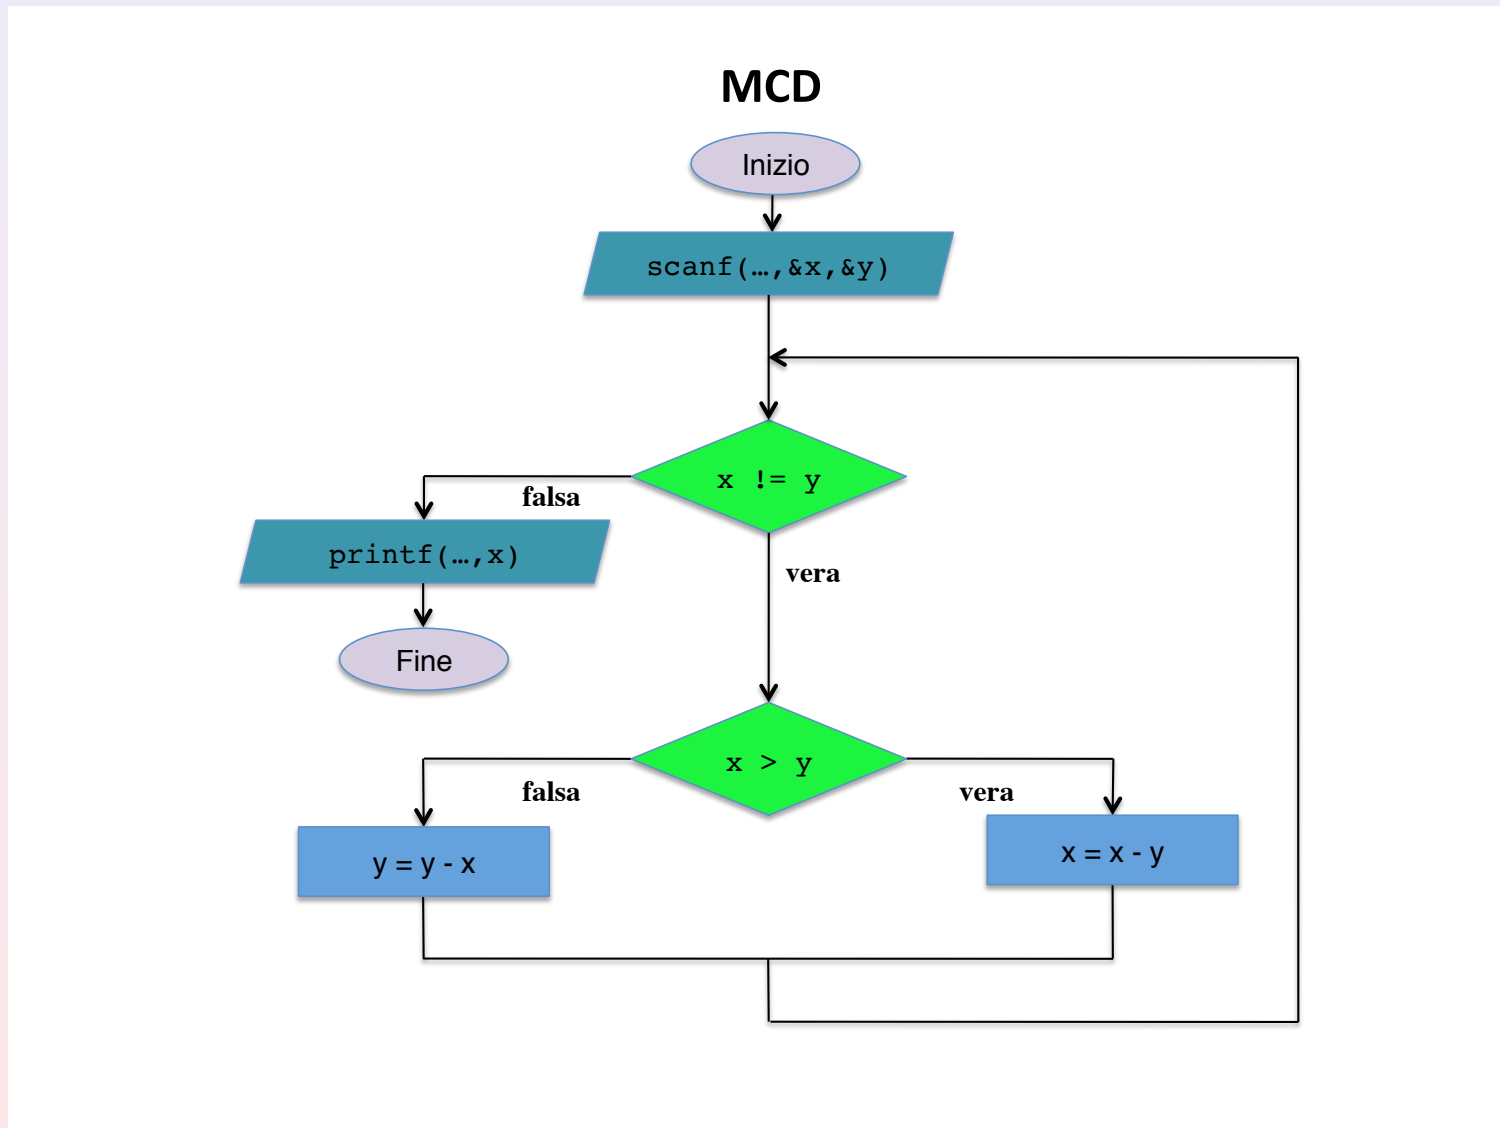 MCD
Inizio
scanf(…,&x,&y)
x != y
falsa
printf(…,x)
vera
Fine
x > y
falsa
vera
y = y - x
x = x - y